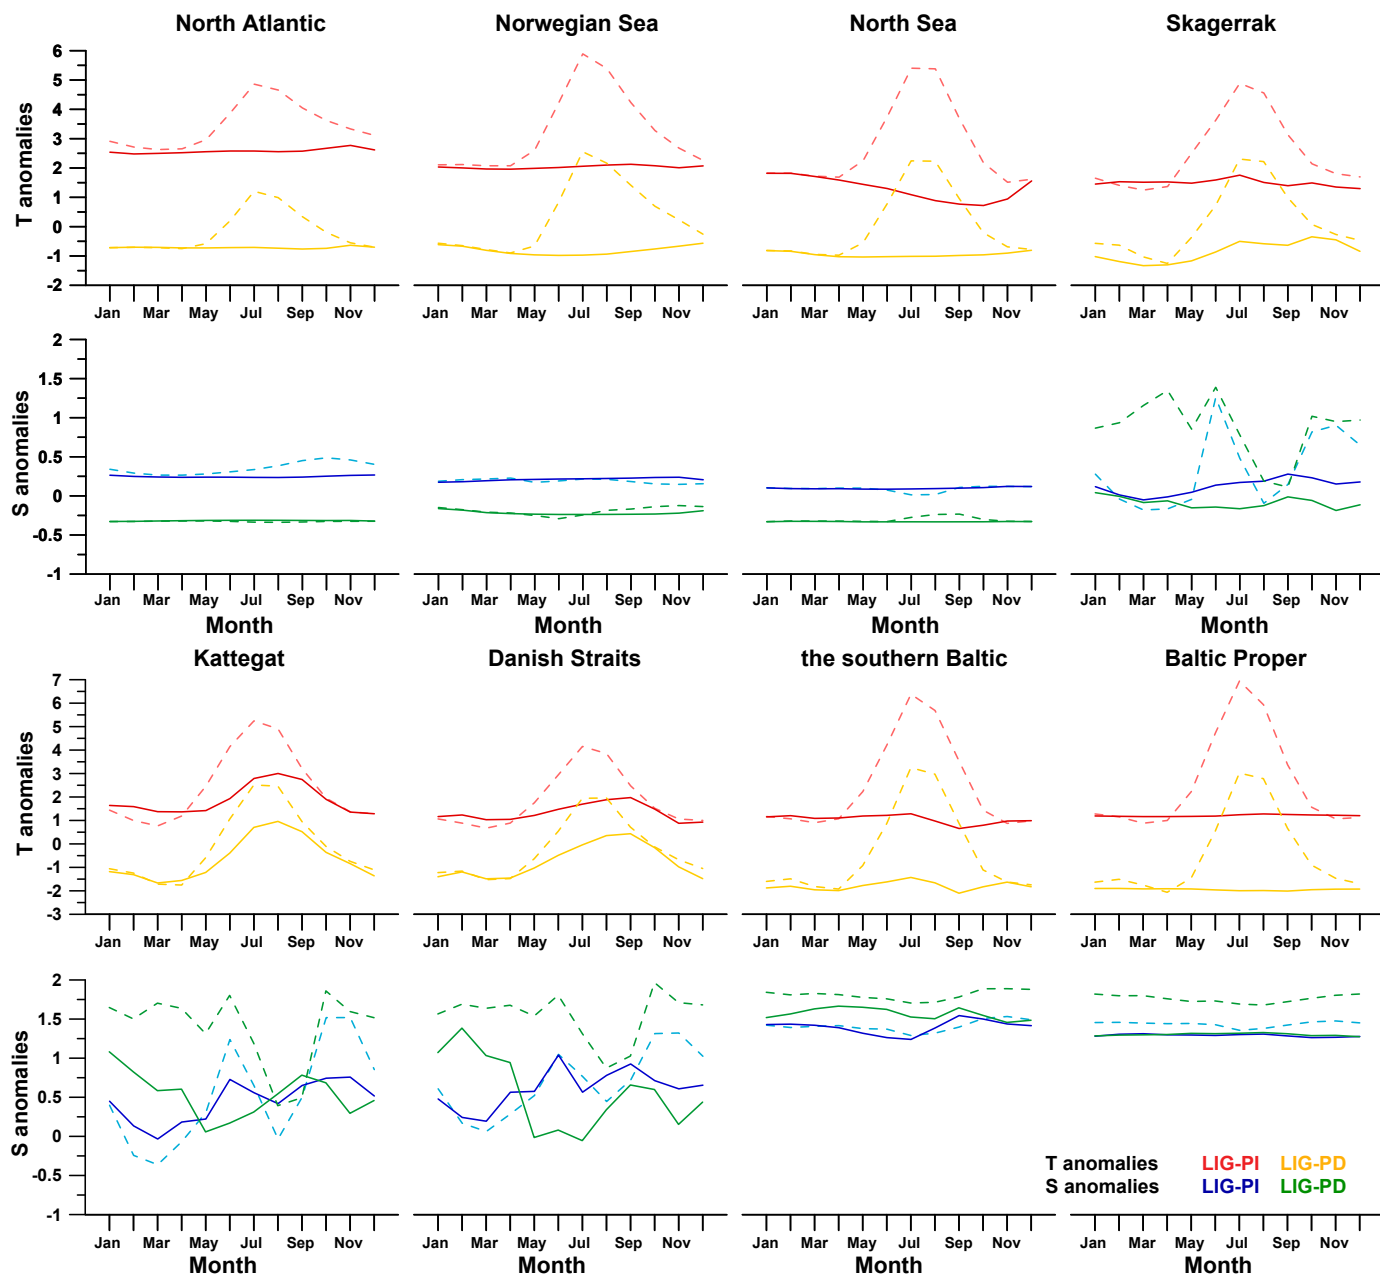 North Atlantic Norwegian Sea North Sea Skagerrak
T anomalies
6
5
4
3
2
1
0
-1
-2
Jan Mar May Jul Sep Nov Jan Mar May Jul Sep Nov Jan Mar May Jul Sep Nov Jan Mar May Jul Sep Nov
S anomalies
2
1.5
1
0.5
0
-0.5
-1
Jan Mar May Jul Sep Nov Jan Mar May Jul Sep Nov Jan Mar May Jul Sep Nov Jan Mar May Jul Sep Nov
Month Month Month Month
Kattegat Danish Straits the southern Baltic Baltic Proper
T anomalies
7
6
5
4
3
2
1
0
-1
-2
-3
Jan Mar May Jul Sep Nov Jan Mar May Jul Sep Nov Jan Mar May Jul Sep Nov Jan Mar May Jul Sep Nov
S anomalies
2
1.5
1
0.5
0
-0.5
-1
T anomalies LIG-PI LIG-PD
S anomalies LIG-PI LIG-PD
Jan Mar May Jul Sep Nov Jan Mar May Jul Sep Nov Jan Mar May Jul Sep Nov Jan Mar May Jul Sep Nov
Month Month Month Month